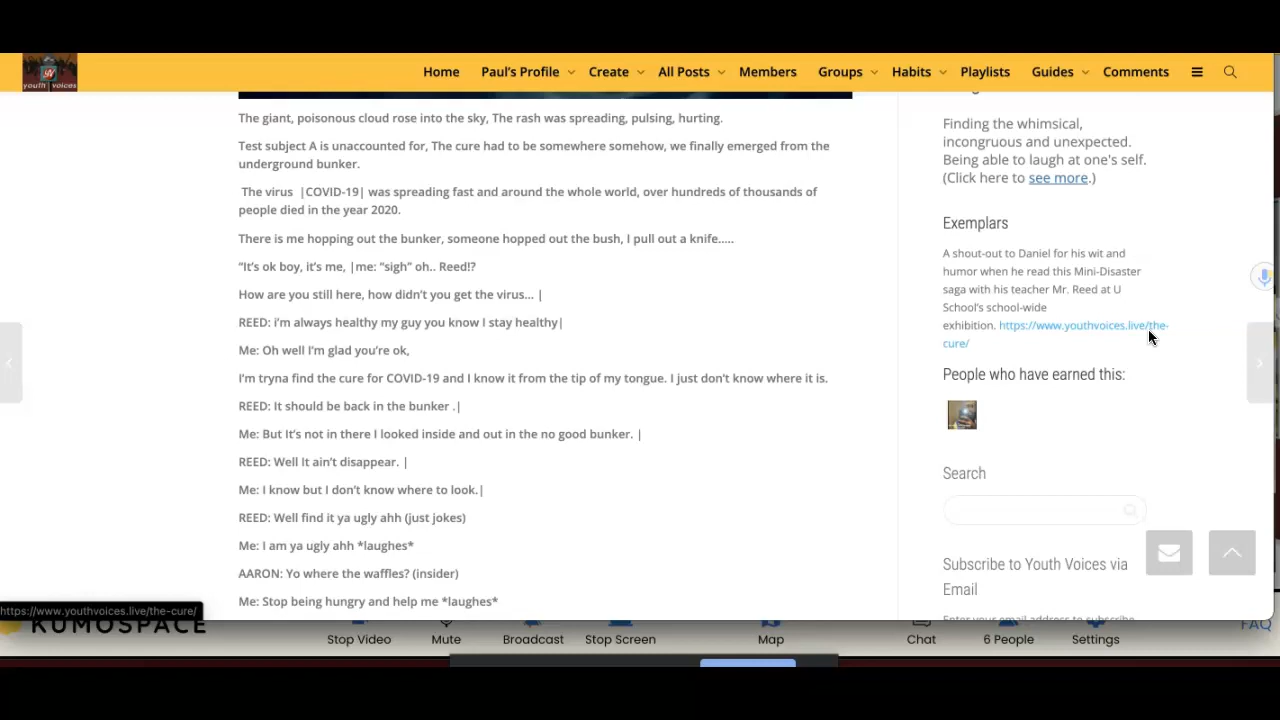 youth voices
Home Paul's Profile Create All Posts Members Groups Habits Playlists Guides Comments
The giant, poisonous cloud rose into the sky, The rash was spreading, pulsing, hurting.
Test subject A is unaccounted for, The cure had to be somewhere somehow, we finally emerged from the
underground bunker.
The virus |COVID-19| was spreading fast and around the whole world, over hundreds of thousands of
people died in the year 2020.
There is me hopping out the bunker, someone hopped out the bush, I pull out a knife.....
“It's ok boy, it's me, |me: “sigh” oh.. Reed!?
How are you still here, how didn't you get the virus... |
REED: i'm always healthy my guy you know I stay healthy|
Me: Oh well I'm glad you're ok,
I'm tryna find the cure for COVID-19 and I know it from the tip of my tongue. I just don't know where it is.
REED: It should be back in the bunker .|
Me: But It's not in there I looked inside and out in the no good bunker. |
REED: Well It ain't disappear. |
Me: I know but I don't know where to look.|
REED: Well find it ya ugly ahh (just jokes)
Me: I am ya ugly ahh *laughes*
AARON: Yo where the waffles? (insider)
Me: Stop being hungry and help me *laughes*
Finding the whimsical,
incongruous and unexpected.
Being able to laugh at one's self.
(Click here to see more.)
Exemplars
A shout-out to Daniel for his wit and
humor when he read this Mini-Disaster
saga with his teacher Mr. Reed at U
School's school-wide
exhibition. https://www.youthvoices.live/the-
cure/
People who have earned this:
Search
Subscribe to Youth Voices via
Email
Enter your email address to subscribe
https://www.youthvoices.live/the-cure/
KUMOSPACE
Stop Video Mute Broadcast Stop Screen Map Chat 6 People Settings
FAQ